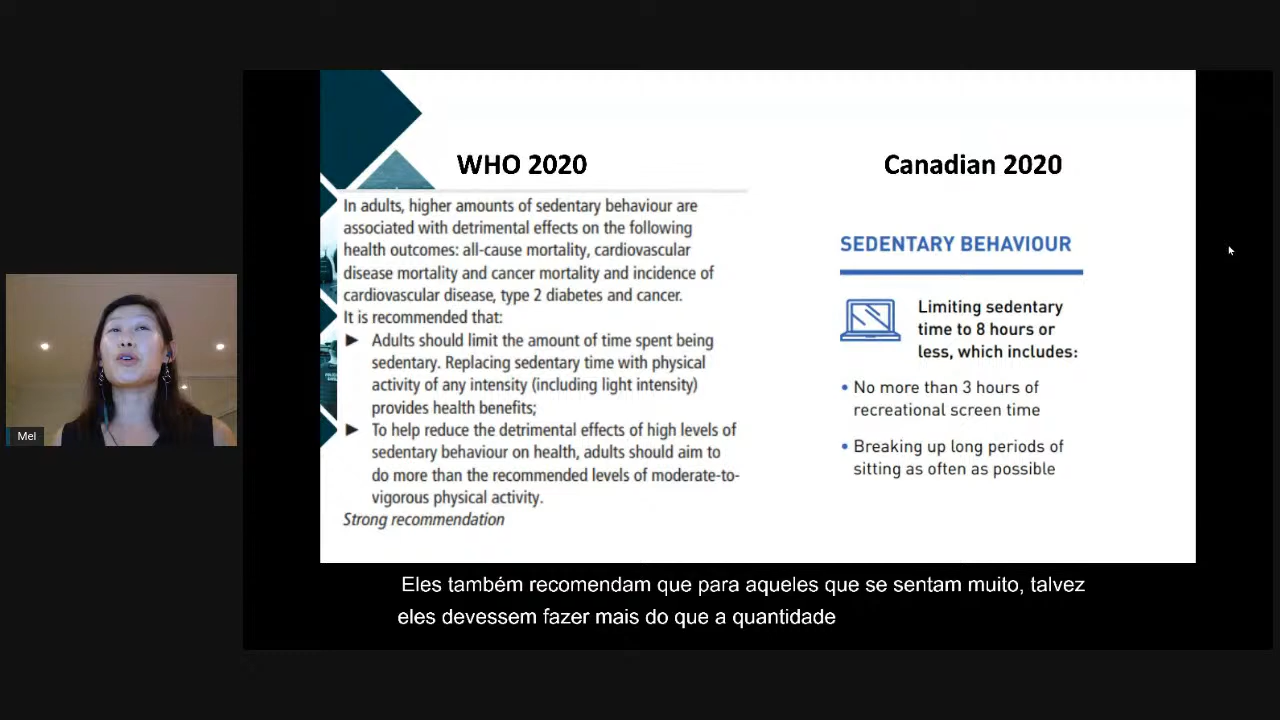 WHO 2020
In adults, higher amounts of sedentary behaviour are
associated with detrimental effects on the following
health outcomes: all-cause mortality, cardiovascular
disease mortality and cancer mortality and incidence of
cardiovascular disease, type 2 diabetes and cancer.
It is recommended that:
► Adults should limit the amount of time spent being
sedentary. Replacing sedentary time with physical
activity of any intensity (including light intensity)
provides health benefits;
► To help reduce the detrimental effects of high levels of
sedentary behaviour on health, adults should aim to
do more than the recommended levels of moderate-to-
vigorous physical activity.
Strong recommendation
Canadian 2020
SEDENTARY BEHAVIOUR
Limiting sedentary
time to 8 hours or
less, which includes:
• No more than 3 hours of
recreational screen time
• Breaking up long periods of
sitting as often as possible
Mel
Eles também recomendam que para aqueles que se sentam muito, talvez
eles devessem fazer mais do que a quantidade